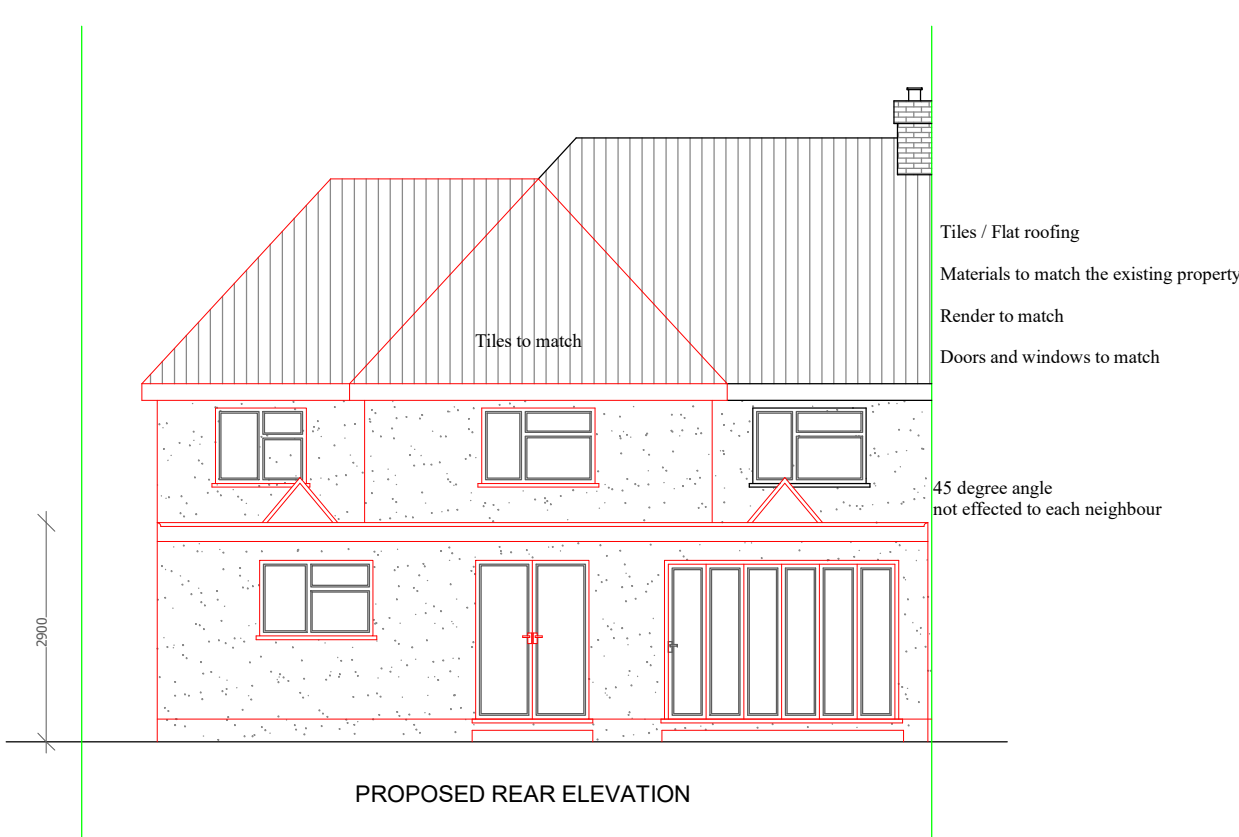 Tiles / Flat roofing
Materials to match the existing property
Render to match
Tiles to match
Doors and windows to match
45 degree angle
not effected to each neighbour
2900
PROPOSED REAR ELEVATION